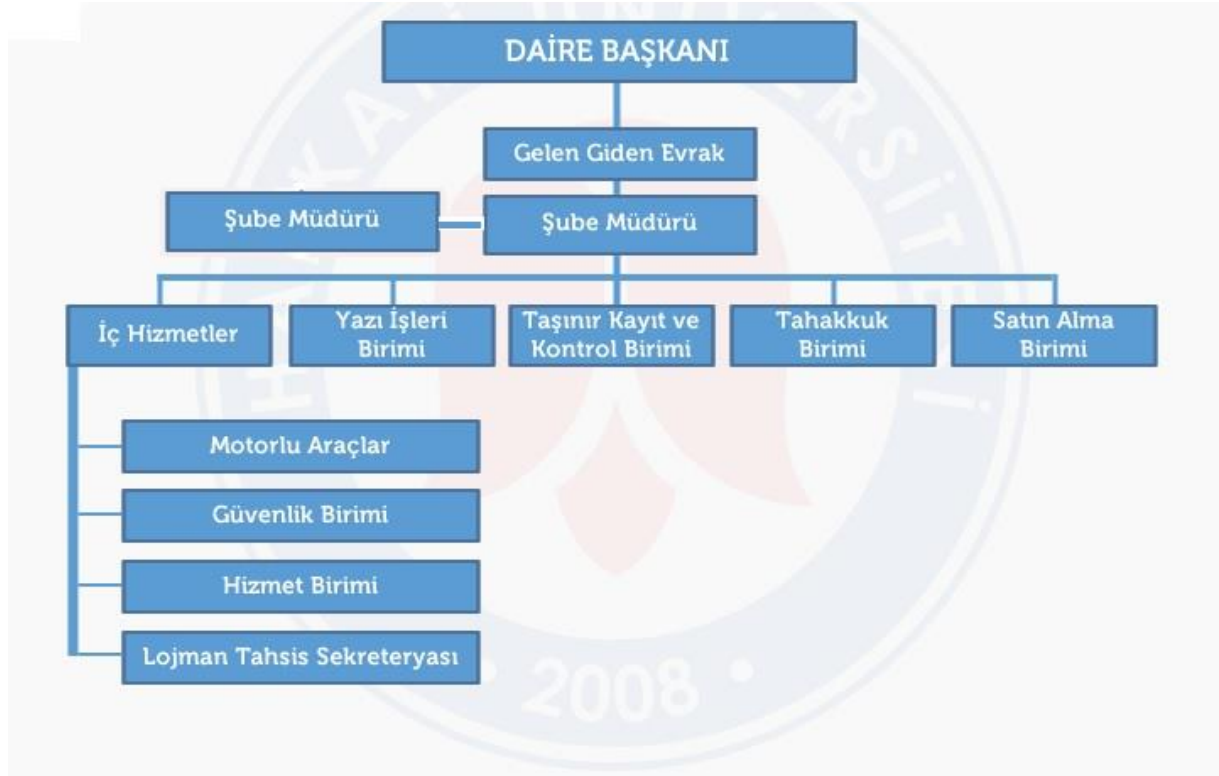 DAİRE BAŞKANI
Gelen Giden Evrak
Şube Müdürü
Şube Müdürü
İç Hizmetler
Yazı İşleri
Birimi
Taşınır Kayıt ve
Kontrol Birimi
Tahakkuk
Birimi
Satın Alma
Birimi
Motorlu Araçlar
Güvenlik Birimi
Hizmet Birimi
Lojman Tahsis Sekreteryası
2008